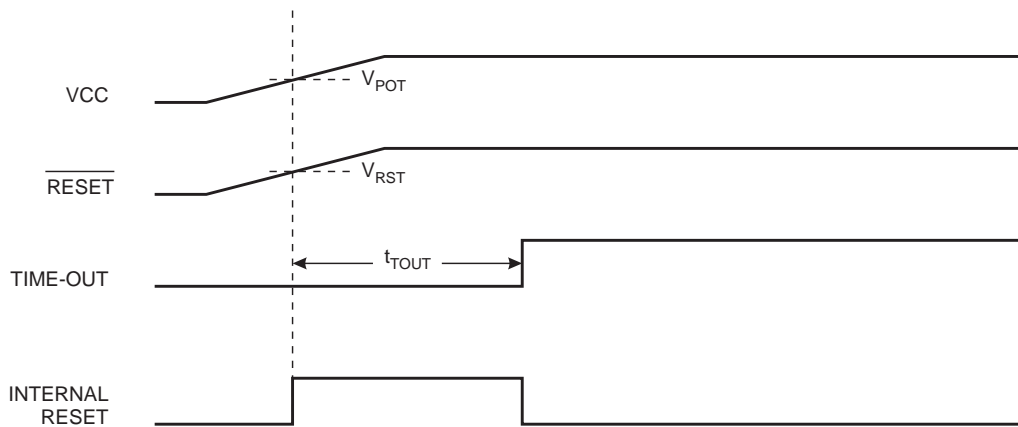 VCC
V_POT
RESET
V_RST
TIME-OUT
t_TOUT
INTERNAL
RESET